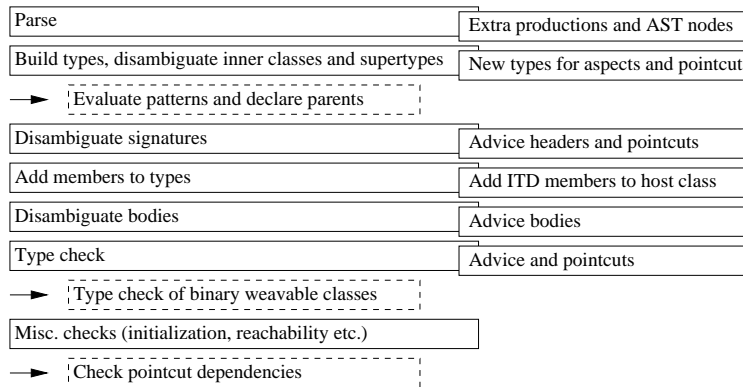 Parse
Extra productions and AST nodes
Build types, disambiguate inner classes and supertypes
New types for aspects and pointcut
Evaluate patterns and declare parents
Disambiguate signatures
Advice headers and pointcuts
Add members to types
Add ITD members to host class
Disambiguate bodies
Advice bodies
Type check
Advice and pointcuts
Type check of binary weavable classes
Misc. checks (initialization, reachability etc.)
Check pointcut dependencies